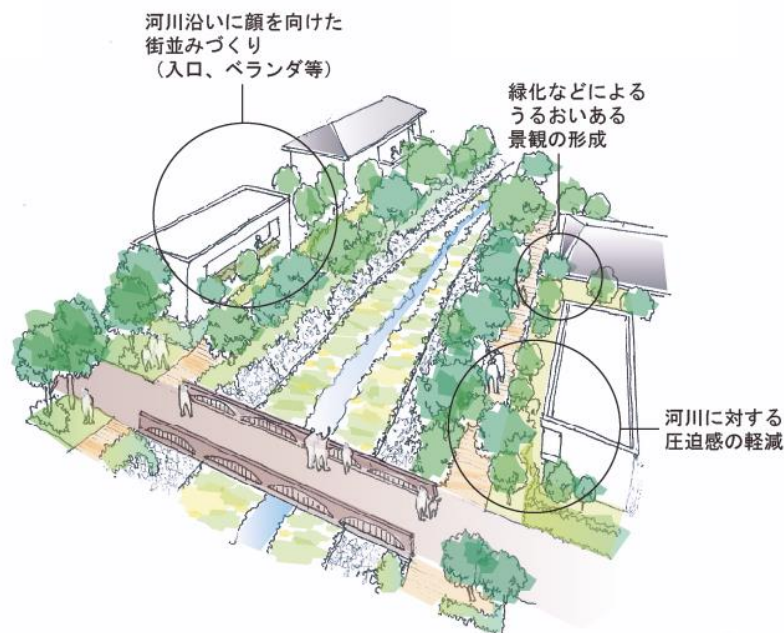 河川沿いに顔を向けた
街並みづくり
（入口、ベランダ等）
緑化などによる
うるおいある
景観の形成
河川に対する
圧迫感の軽減